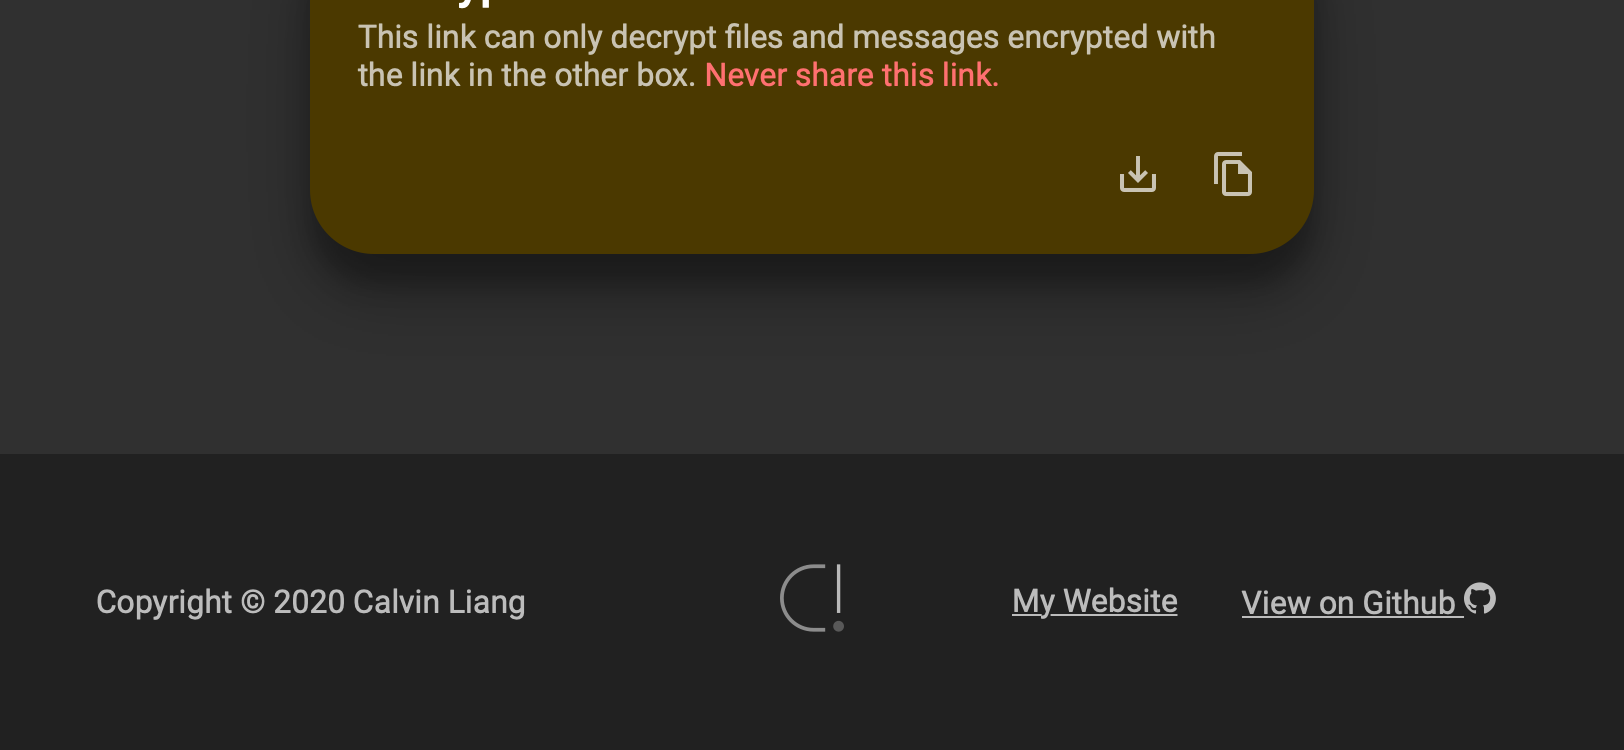 This link can only decrypt files and messages encrypted with
the link in the other box. Never share this link.
Copyright © 2020 Calvin Liang
My Website
View on Github